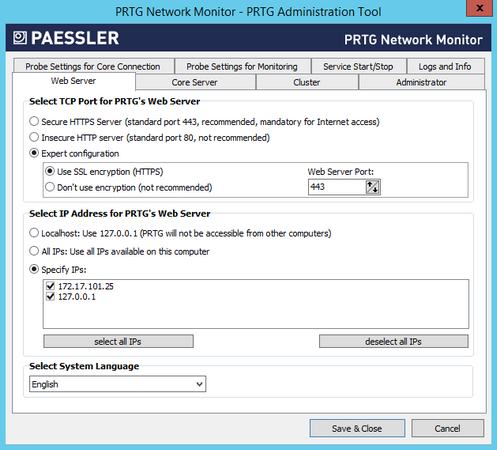 PRTG Network Monitor - PRTG Administration Tool
x
PAESSLER
PRTG Network Monitor
Probe Settings for Core Connection
Probe Settings for Monitoring
Service Start/Stop
Logs and Info
Web Server
Core Server
Cluster
Administrator
Select TCP Port for PRTG's Web Server
Secure HTTPS Server (standard port 443, recommended, mandatory for Internet access)
Insecure HTTP server (standard port 80, not recommended)
Expert configuration
Use SSL encryption (HTTPS)
Web Server Port:
Don't use encryption (not recommended)
443
Select IP Address for PRTG's Web Server
Localhost: Use 127.0.0.1 (PRTG will not be accessible from other computers)
All IPs: Use all IPs available on this computer
Specify IPs:
172.17.101.25
127.0.0.1
select all IPs
deselect all IPs
Select System Language
English
Save & Close
Cancel